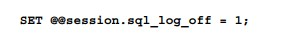 SET @@session.sql_log_off = 1;